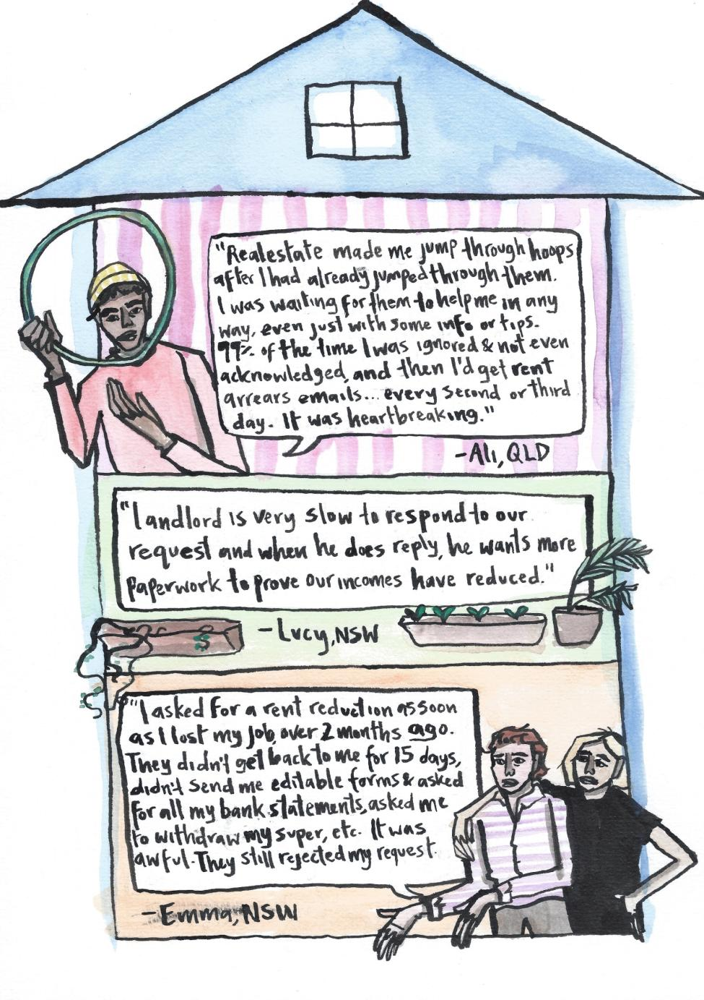 "Realestate made me jump through hoops
after I had already jumped through them.
I was waiting for them to help me in any
way, even just with some info or tips.
99% of the time I was ignored & not even
acknowledged, and then I'd get rent
arrears emails... every second or third
day. It was heartbreaking."
-Ali, QLD
"Landlord is very slow to respond to our
request and when he does reply, he wants more
paperwork to prove our incomes have reduced."
-Lucy, NSW
$
"I asked for a rent reduction as soon
as I lost my job, over 2 months ago.
They didn't get back to me for 15 days,
didn't send me editable forms & asked
for all my bank statements, asked me
to withdraw my super, etc. It was
awful. They still rejected my request.
-Emma, NSW